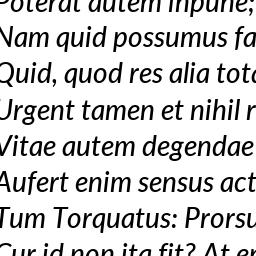 Poterat autem inpune;
Nam quid possumus fa
Quid, quod res alia tota
Urgent tamen et nihil r
Vitae autem degendae
Aufert enim sensus act
Tum Torquatus: Prorsu
Cur id non ita fit? At en